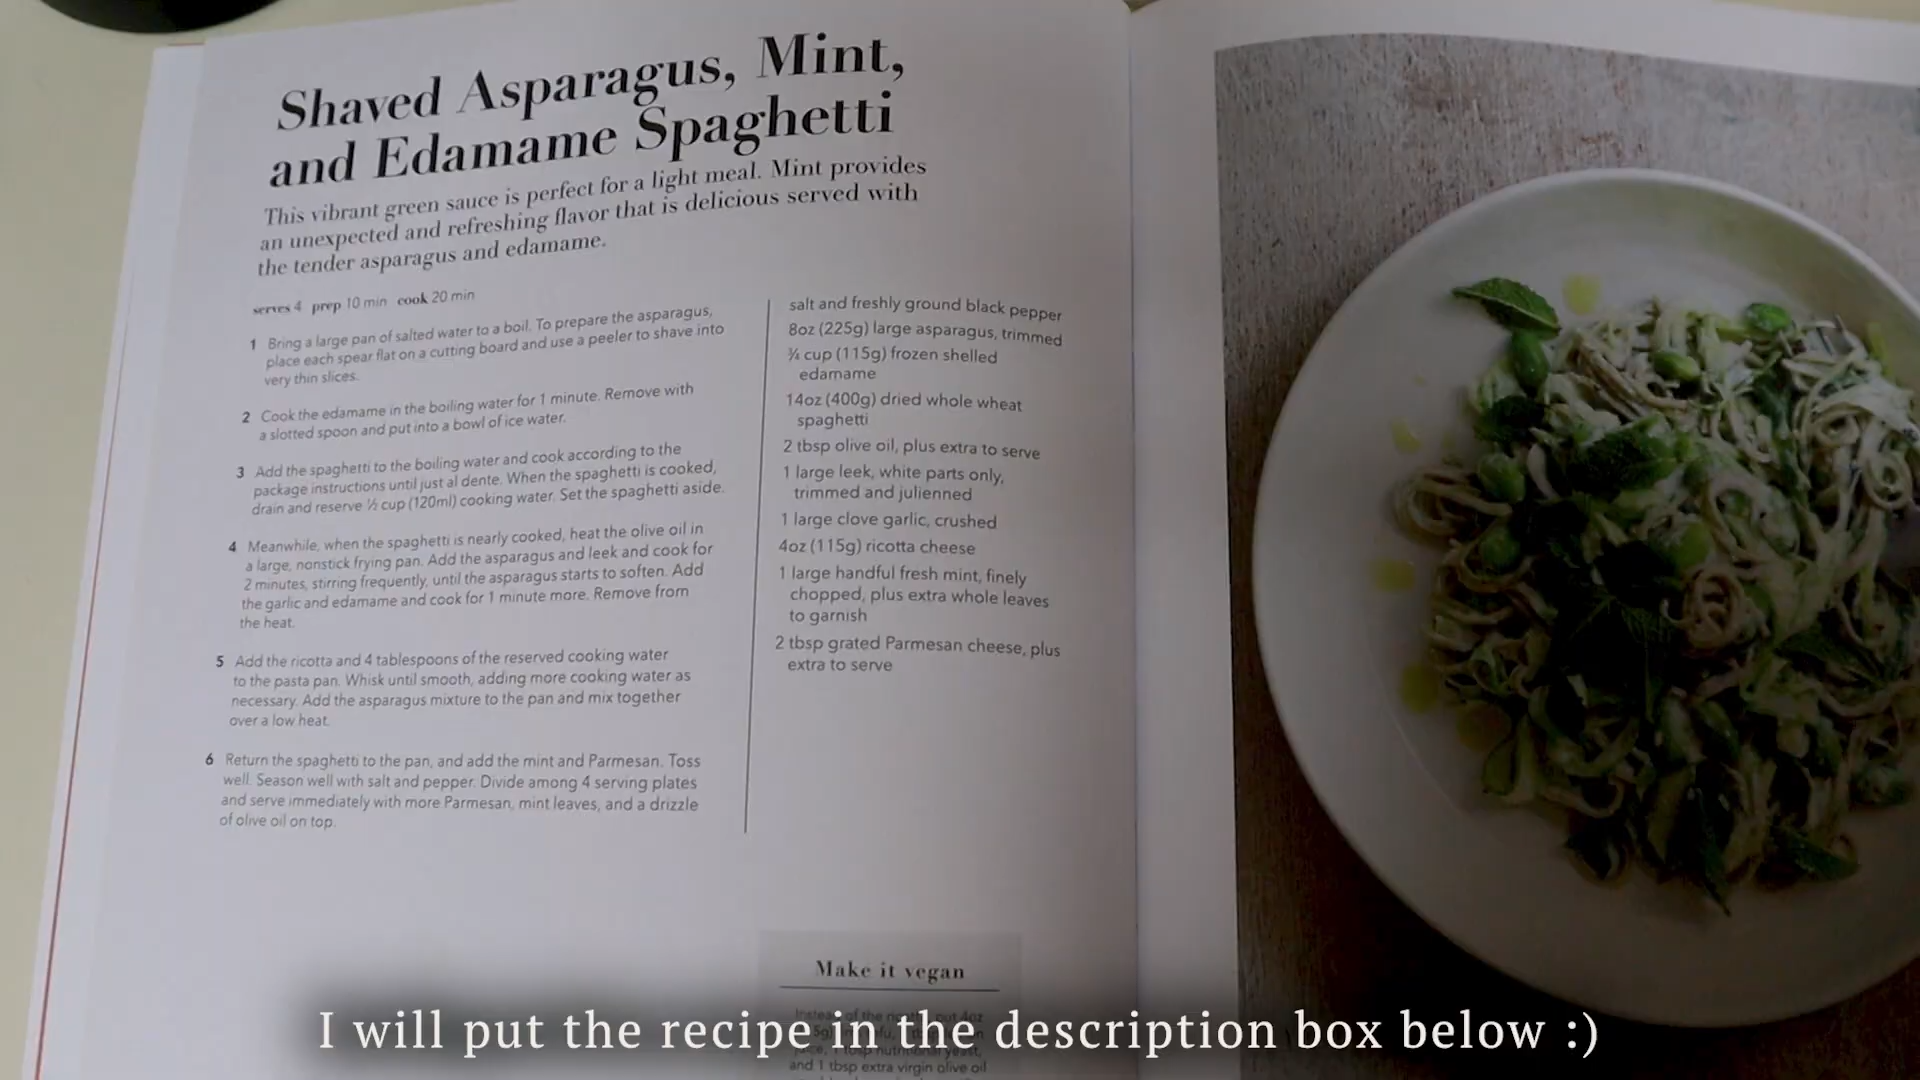 Shaved Asparagus, Mint,
and Edamame Spaghetti
This vibrant green sauce is perfect for a light meal. Mint provides
an unexpected and refreshing flavor that is delicious served with
the tender asparagus and edamame.
serves 4 prep 10 min cook 20 min
1 Bring a large pan of salted water to a boil. To prepare the asparagus,
place each spear flat on a cutting board and use a peeler to shave into
very thin slices.
2 Cook the edamame in the boiling water for 1 minute. Remove with
a slotted spoon and put into a bowl of ice water.
3 Add the spaghetti to the boiling water and cook according to the
package instructions until just al dente. When the spaghetti is cooked,
drain and reserve ½ cup (120ml) cooking water. Set the spaghetti aside.
4 Meanwhile, when the spaghetti is nearly cooked, heat the olive oil in
a large, nonstick frying pan. Add the asparagus and leek and cook for
2 minutes, stirring frequently, until the asparagus starts to soften. Add
the garlic and edamame and cook for 1 minute more. Remove from
the heat.
5 Add the ricotta and 4 tablespoons of the reserved cooking water
to the pasta pan. Whisk until smooth, adding more cooking water as
necessary. Add the asparagus mixture to the pan and mix together
over a low heat.
6 Return the spaghetti to the pan, and add the mint and Parmesan. Toss
well. Season well with salt and pepper. Divide among 4 serving plates
and serve immediately with more Parmesan, mint leaves, and a drizzle
of olive oil on top.
salt and freshly ground black pepper
8oz (225g) large asparagus, trimmed
¾ cup (115g) frozen shelled
edamame
14oz (400g) dried whole wheat
spaghetti
2 tbsp olive oil, plus extra to serve
1 large leek, white parts only,
trimmed and julienned
1 large clove garlic, crushed
4oz (115g) ricotta cheese
1 large handful fresh mint, finely
chopped, plus extra whole leaves
to garnish
2 tbsp grated Parmesan cheese, plus
extra to serve
Make it vegan
Instead of the
and 1 tbsp extra virgin olive oil
I will put the recipe in the description box below :)